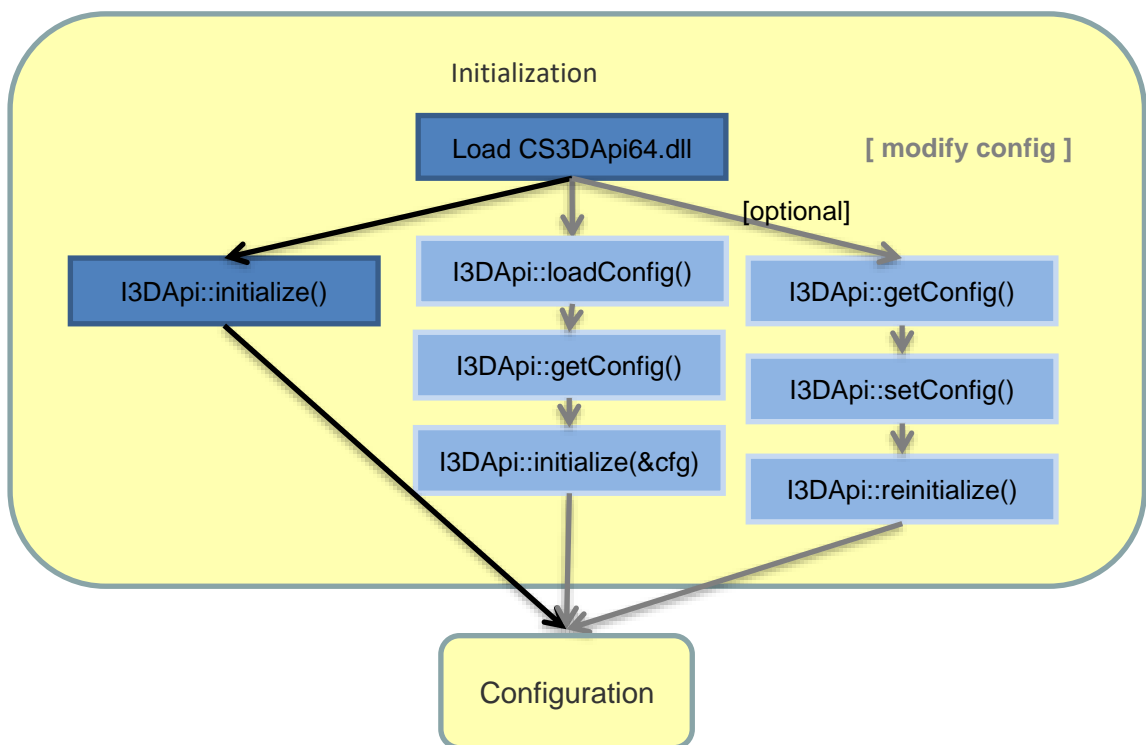 Initialization
Load CS3DApi64.dll
[ modify config ]
[optional]
I3DApi::initialize()
I3DApi::loadConfig()
I3DApi::getConfig()
I3DApi::initialize(&cfg)
I3DApi::getConfig()
I3DApi::setConfig()
I3DApi::reinitialize()
Configuration